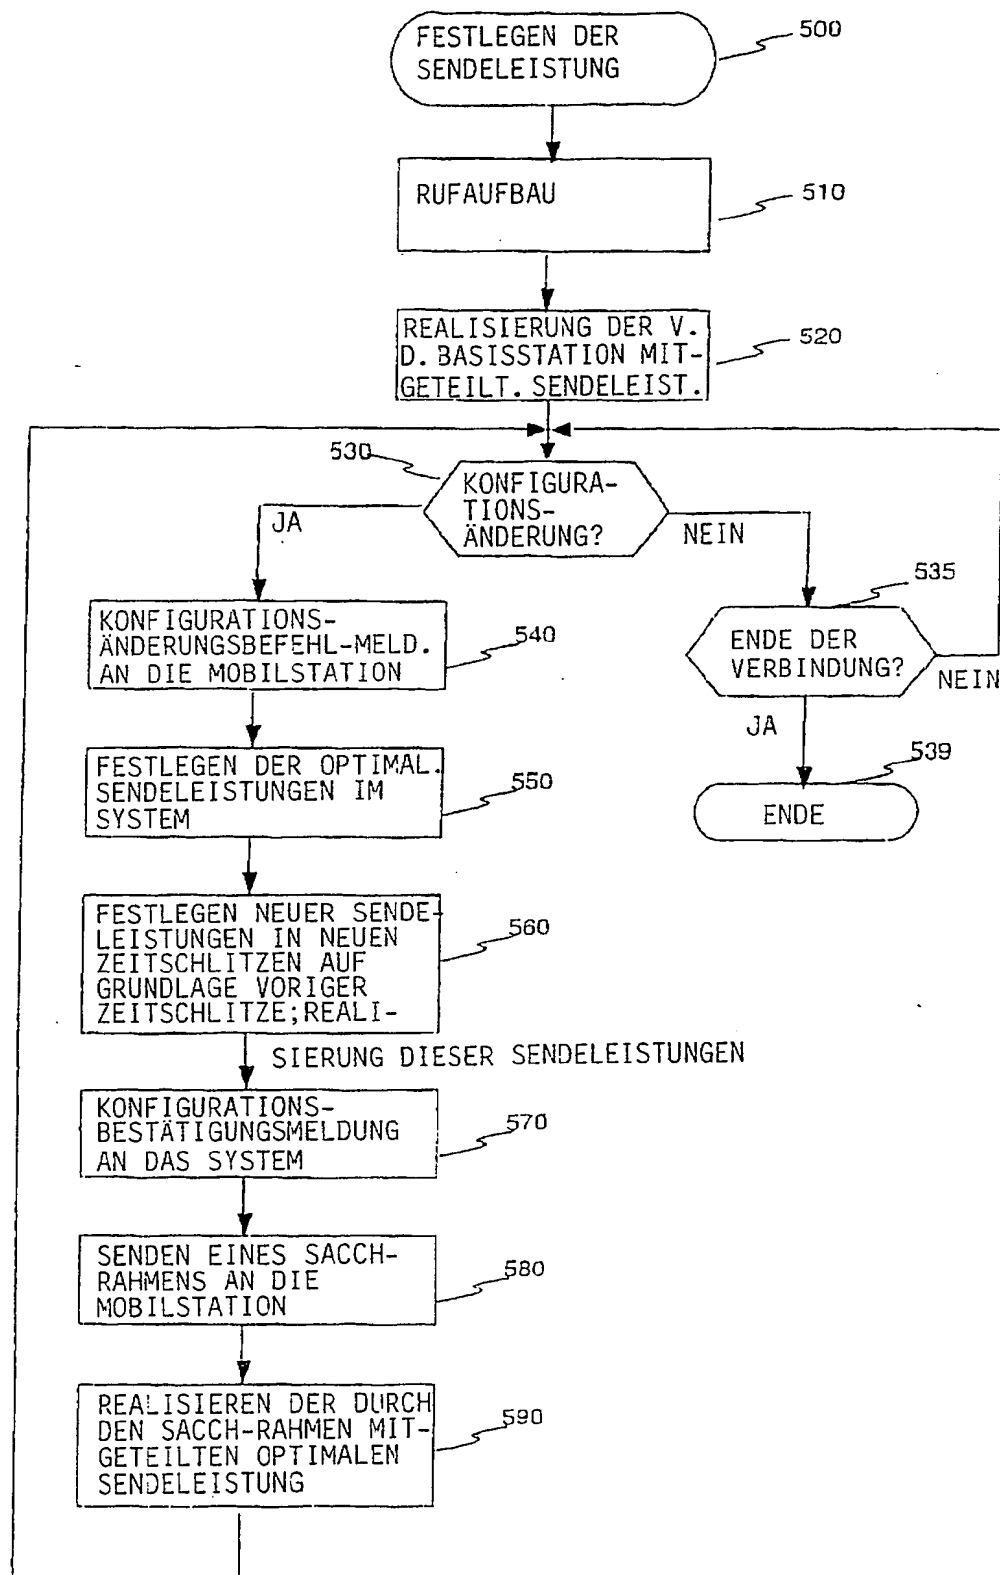 FESTLEGEN DER
SENDELEISTUNG
500
RUFAUFBAU
510
REALISIERUNG DER V.
D. BASISSTATION MIT-
GETEILT. SENDELEIST.
520
530
KONFIGURA-
TIONS-
ÄNDERUNG?
JA
NEIN
535
ENDE DER
VERBINDUNG?
NEIN
JA
539
ENDE
KONFIGURATIONS-
ÄNDERUNGSBEFEHL-MELD.
AN DIE MOBILSTATION
540
FESTLEGEN DER OPTIMAL.
SENDELEISTUNGEN IM
SYSTEM
550
FESTLEGEN NEUER SENDE-
LEISTUNGEN IN NEUEN
ZEITSCHLITZEN AUF
GRUNDLAGE VORIGER
ZEITSCHLITZE;REALI-
560
SIERUNG DIESER SENDELEISTUNGEN
KONFIGURATIONS-
BESTÄTIGUNGSMELDUNG
AN DAS SYSTEM
570
SENDEN EINES SACCH-
RAHMENS AN DIE
MOBILSTATION
580
REALISIEREN DER DURCH
DEN SACCH-RAHMEN MIT-
GETEILTEN OPTIMALEN
SENDELEISTUNG
590